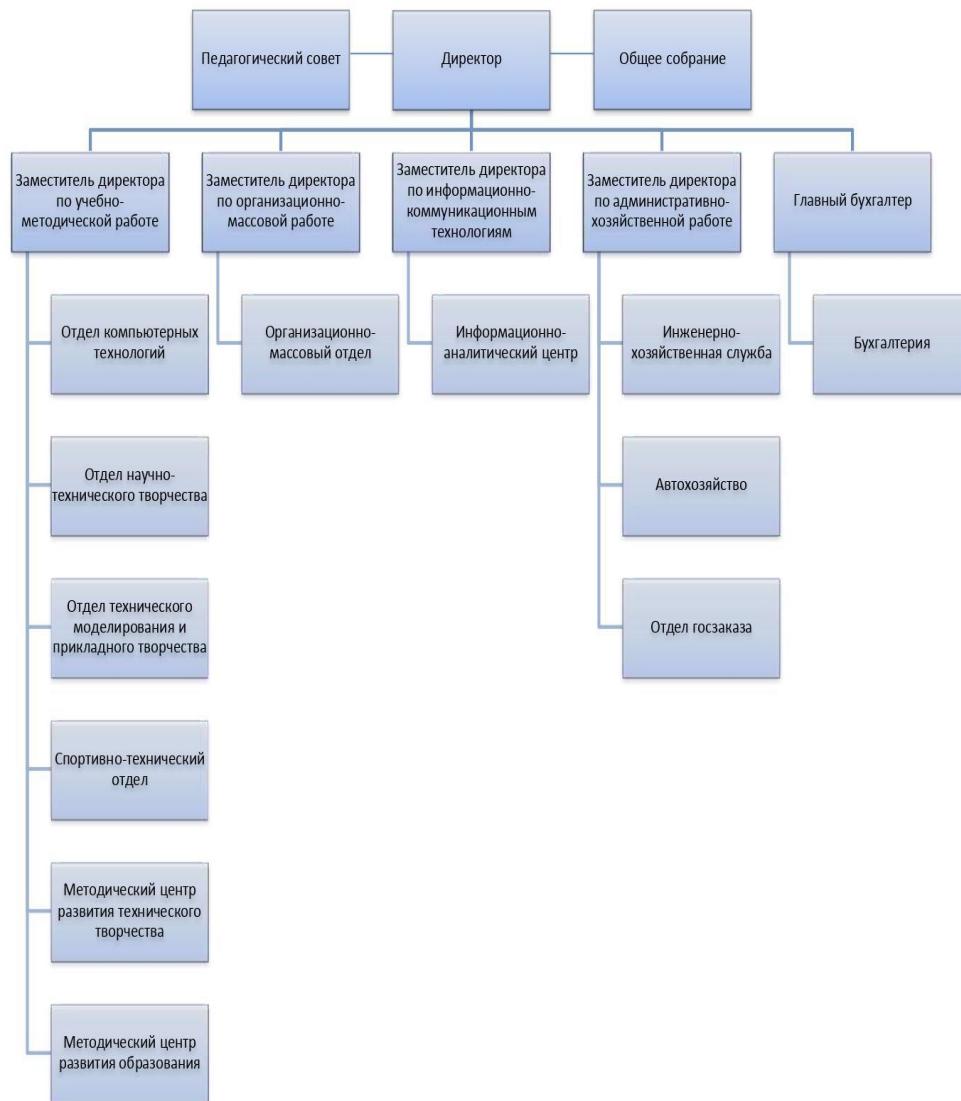 Педагогический совет
Директор
Общее собрание
Заместитель директора
по учебно-
методической работе
Заместитель директора
по организационно-
массовой работе
Заместитель директора
по информационно-
коммуникационным
технологиям
Заместитель директора
по административно-
хозяйственной работе
Главный бухгалтер
Отдел компьютерных
технологий
Организационно-
массовый отдел
Информационно-
аналитический центр
Инженерно-
хозяйственная служба
Бухгалтерия
Отдел научно-
технического творчества
Автохозяйство
Отдел технического
моделирования и
прикладного творчества
Отдел госзаказа
Спортивно-технический
отдел
Методический центр
развития технического
творчества
Методический центр
развития образования